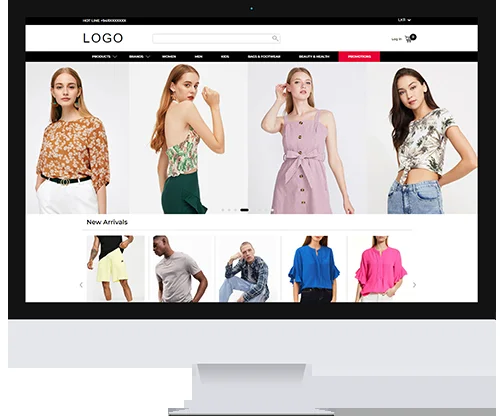 HOT LINE +94XXXXXXXXX
LKR
LOGO
Log In
0
PRODUCTS
BRANDS
WOMEN
MEN
KIDS
BAGS & FOOTWEAR
BEAUTY & HEALTH
PROMOTIONS
New Arrivals